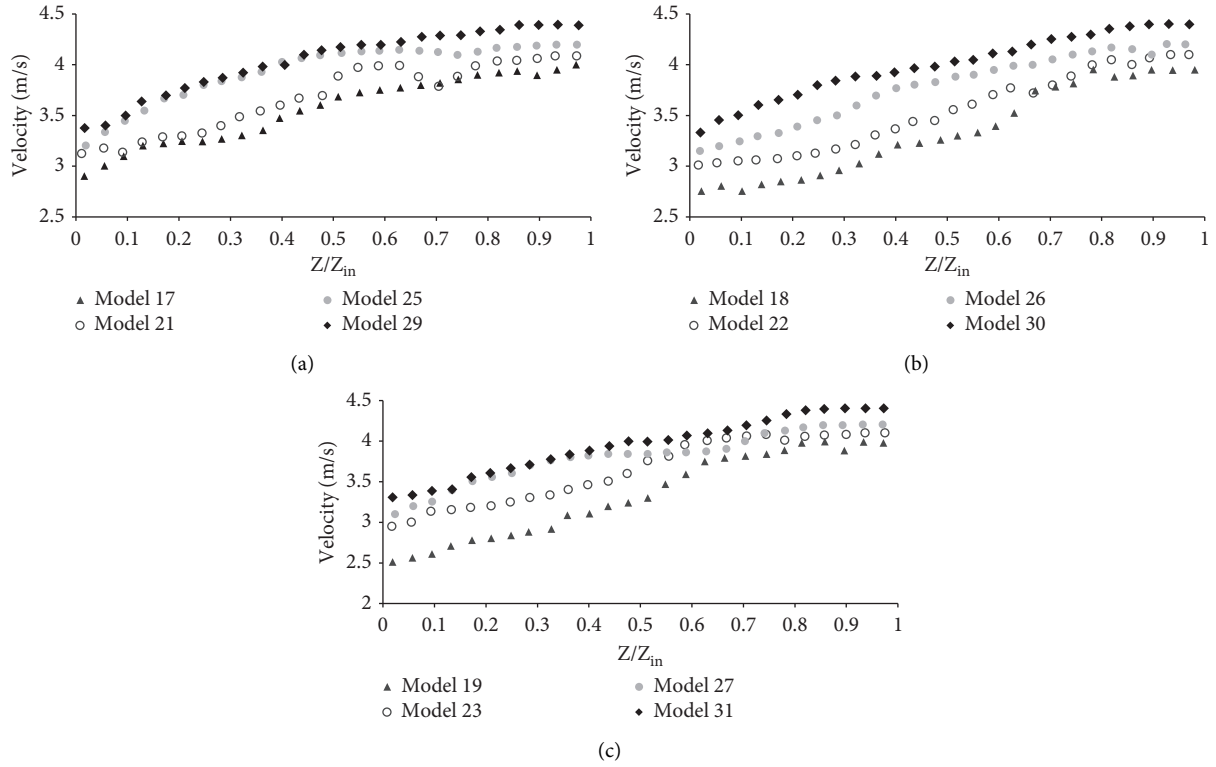 4.5
4
3.5
3
2.5
Velocity (m/s)
0 0.1 0.2 0.3 0.4 0.5 0.6 0.7 0.8 0.9 1
Z/Zin
Model 17 Model 25
Model 21 Model 29
(a)
4.5
4
3.5
3
2.5
Velocity (m/s)
0 0.1 0.2 0.3 0.4 0.5 0.6 0.7 0.8 0.9 1
Z/Zin
Model 18 Model 26
Model 22 Model 30
(b)
4.5
4
3.5
3
2.5
2
Velocity (m/s)
0 0.1 0.2 0.3 0.4 0.5 0.6 0.7 0.8 0.9 1
Z/Zin
Model 19 Model 27
Model 23 Model 31
(c)